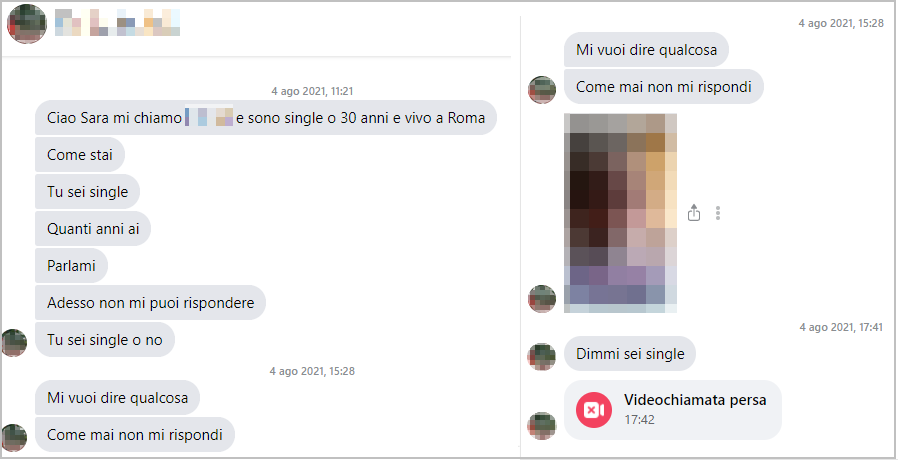 4 ago 2021, 11:21
Ciao Sara mi chiamo e sono single o 30 anni e vivo a Roma
Come stai
Tu sei single
Quanti anni ai
Parlami
Adesso non mi puoi rispondere
Tu sei single o no
4 ago 2021, 15:28
Mi vuoi dire qualcosa
Come mai non mi rispondi
4 ago 2021, 15:28
Mi vuoi dire qualcosa
Come mai non mi rispondi
4 ago 2021, 17:41
Dimmi sei single
Videochiamata persa
17:42